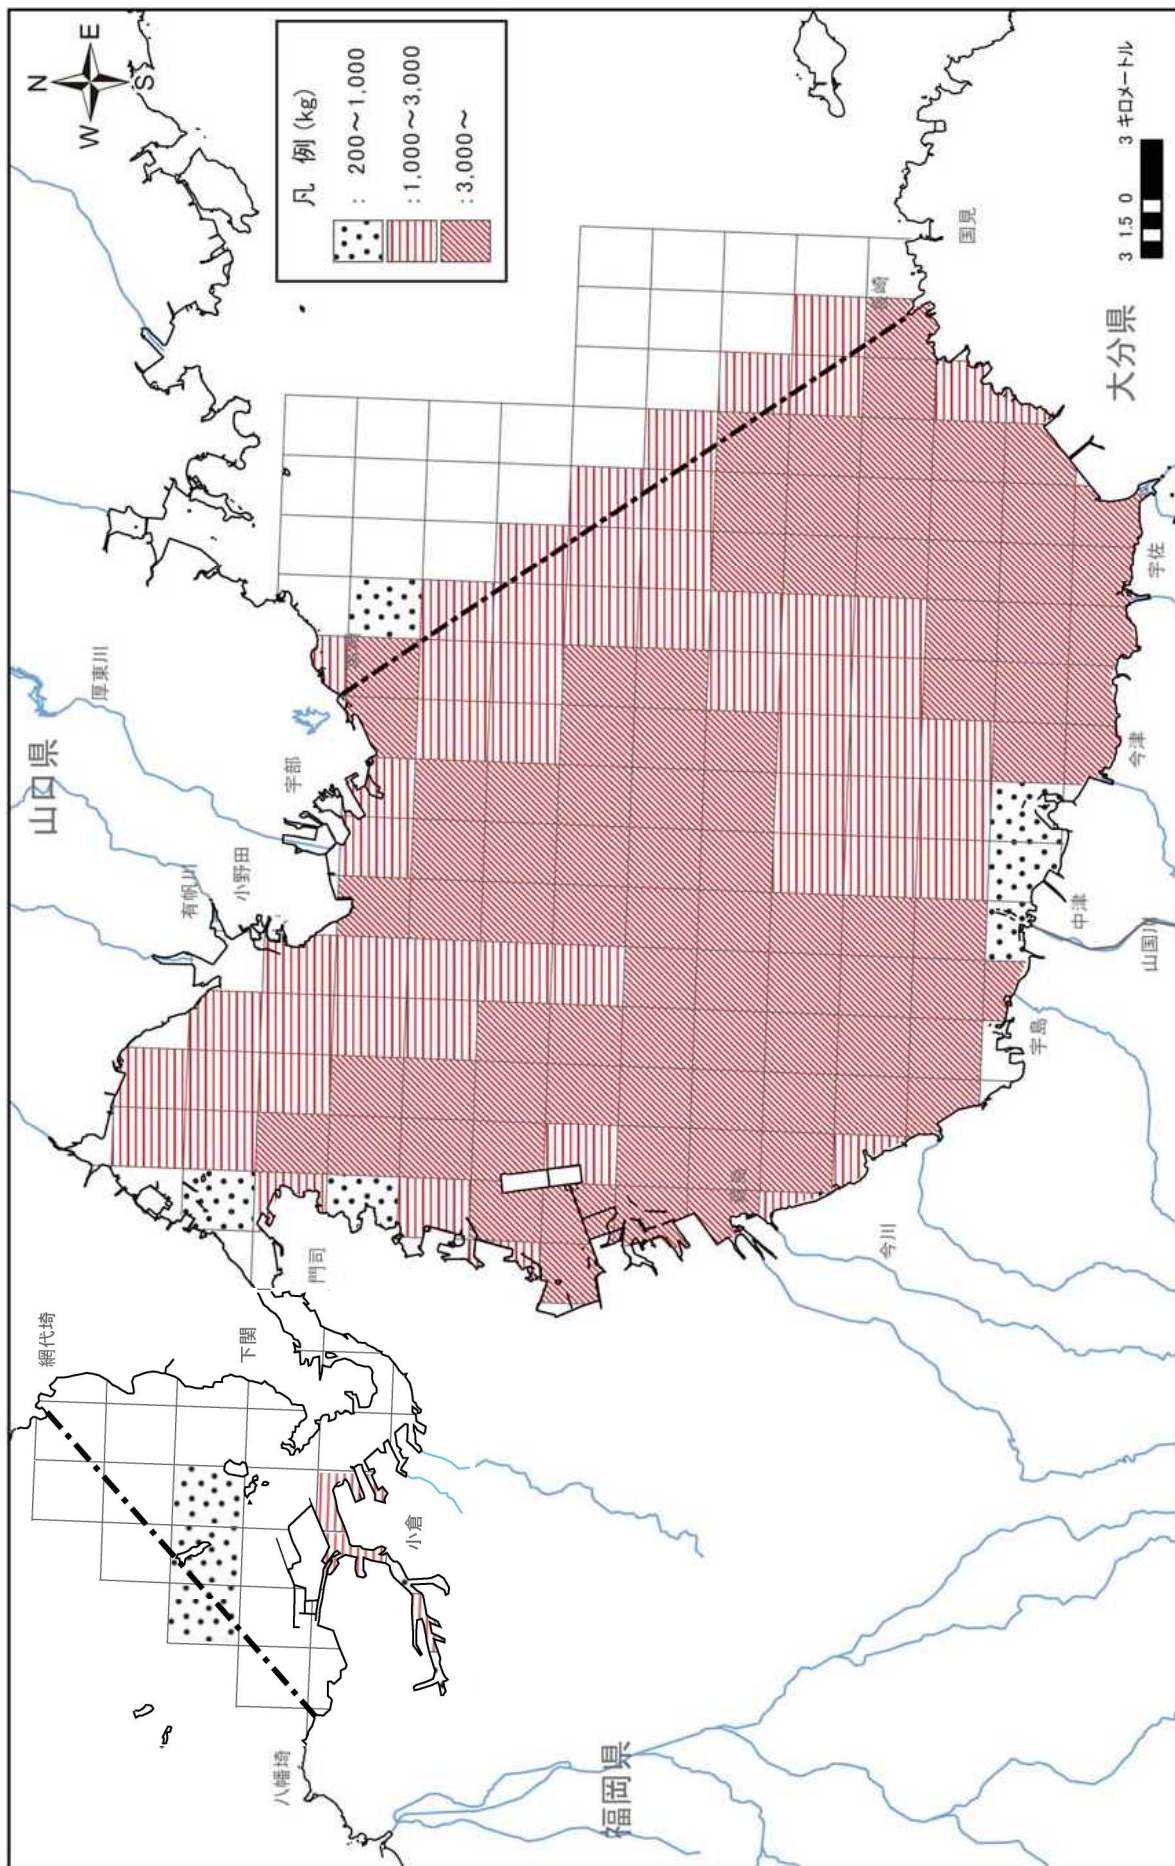 N
W
E
S
凡 例 (kg)
: 200～1,000
: 1,000～3,000
: 3,000～
山口県
厚東川
有帆川
小野田
宇部
網代埼
下関
門司
小倉
八幡埼
福岡県
今川
宇島
山国川
中津
今津
宇佐
大分県
国見
3 1.5 0 3 キロメートル